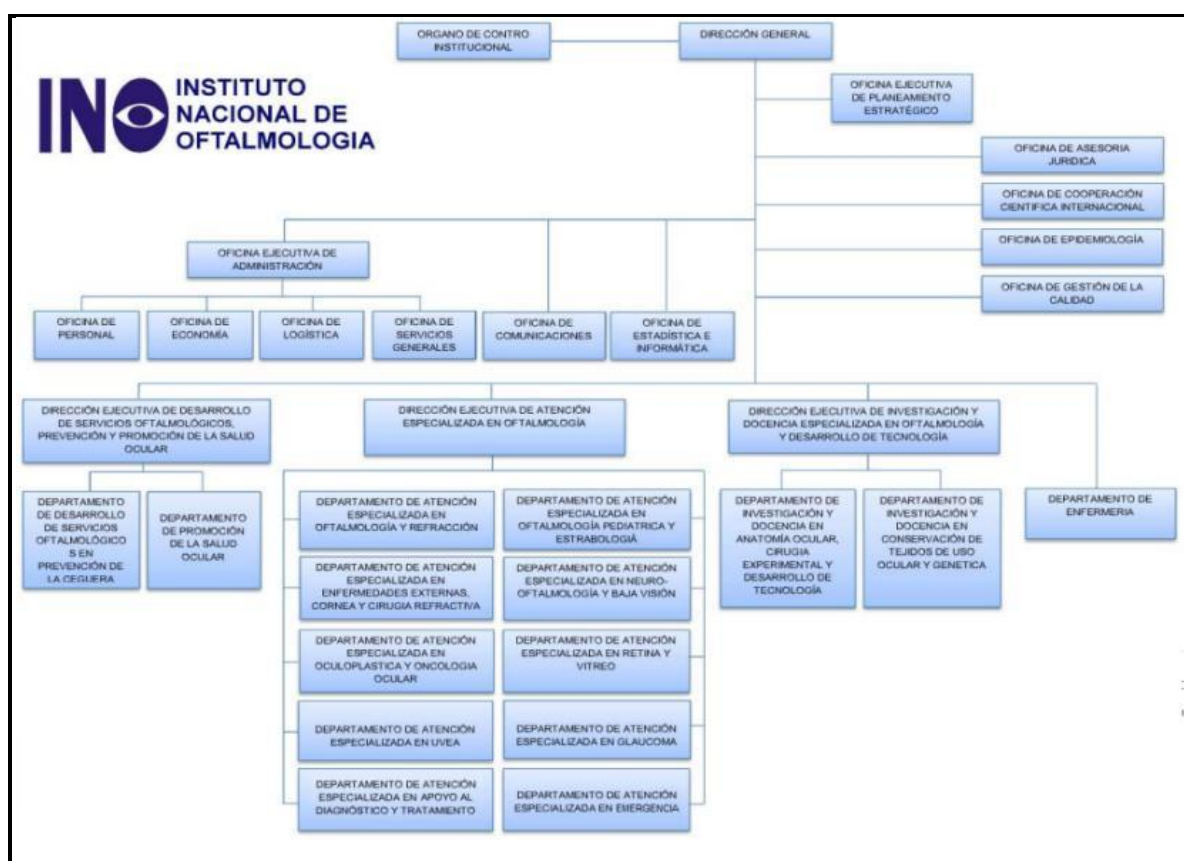 ORGANO DE CONTRO
INSTITUCIONAL
DIRECCIÓN GENERAL
INO
INSTITUTO
NACIONAL DE
OFTALMOLOGIA
OFICINA EJECUTIVA
DE PLANEAMIENTO
ESTRATÉGICO
OFICINA DE ASESORIA
JURIDICA
OFICINA DE COOPERACIÓN
CIENTIFICA INTERNACIONAL
OFICINA DE EPIDEMIOLOGÍA
OFICINA DE GESTIÓN DE LA
CALIDAD
OFICINA EJECUTIVA DE
ADMINISTRACIÓN
OFICINA DE
PERSONAL
OFICINA DE
ECONOMÍA
OFICINA DE
LOGÍSTICA
OFICINA DE
SERVICIOS
GENERALES
OFICINA DE
COMUNICACIONES
OFICINA DE
ESTADÍSTICA E
INFORMÁTICA
DIRECCIÓN EJECUTIVA DE DESARROLLO
DE SERVICIOS OFTALMOLÓGICOS,
PREVENCIÓN Y PROMOCIÓN DE LA SALUD
OCULAR
DIRECCIÓN EJECUTIVA DE ATENCIÓN
ESPECIALIZADA EN OFTALMOLOGÍA
DIRECCIÓN EJECUTIVA DE INVESTIGACIÓN Y
DOCENCIA ESPECIALIZADA EN OFTALMOLOGÍA
Y DESARROLLO DE TECNOLOGÍA
DEPARTAMENTO
DE DESARROLLO
DE SERVICIOS
OFTALMOLÓGICO
S EN
PREVENCIÓN DE
LA CEGUERA
DEPARTAMENTO
DE PROMOCIÓN
DE LA SALUD
OCULAR
DEPARTAMENTO DE ATENCIÓN
ESPECIALIZADA EN
OFTALMOLOGÍA Y REFRACCIÓN
DEPARTAMENTO DE ATENCIÓN
ESPECIALIZADA EN
OFTALMOLOGÍA PEDIATRICA Y
ESTRABOLOGIÀ
DEPARTAMENTO DE
INVESTIGACIÓN Y
DOCENCIA EN
ANATOMÍA OCULAR,
CIRUGIA
EXPERIMENTAL Y
DESARROLLO DE
TECNOLOGÍA
DEPARTAMENTO DE
INVESTIGACIÓN Y
DOCENCIA EN
CONSERVACIÓN DE
TEJIDOS DE USO
OCULAR Y GENETICA
DEPARTAMENTO DE
ENFERMERIA
DEPARTAMENTO DE ATENCIÓN
ESPECIALIZADA EN
ENFERMEDADES EXTERNAS,
CORNEA Y CIRUGIA REFRACTIVA
DEPARTAMENTO DE ATENCIÓN
ESPECIALIZADA EN NEURO-
OFTALMOLOGÍA Y BAJA VISIÓN
DEPARTAMENTO DE ATENCIÓN
ESPECIALIZADA EN
OCULOPLASTICA Y ONCOLOGIA
OCULAR
DEPARTAMENTO DE ATENCIÓN
ESPECIALIZADA EN RETINA Y
VITREO
DEPARTAMENTO DE ATENCIÓN
ESPECIALIZADA EN UVEA
DEPARTAMENTO DE ATENCIÓN
ESPECIALIZADA EN GLAUCOMA
DEPARTAMENTO DE ATENCIÓN
ESPECIALIZADA EN APOYO AL
DIAGNÓSTICO Y TRATAMIENTO
DEPARTAMENTO DE ATENCIÓN
ESPECIALIZADA EN EMERGENCIA